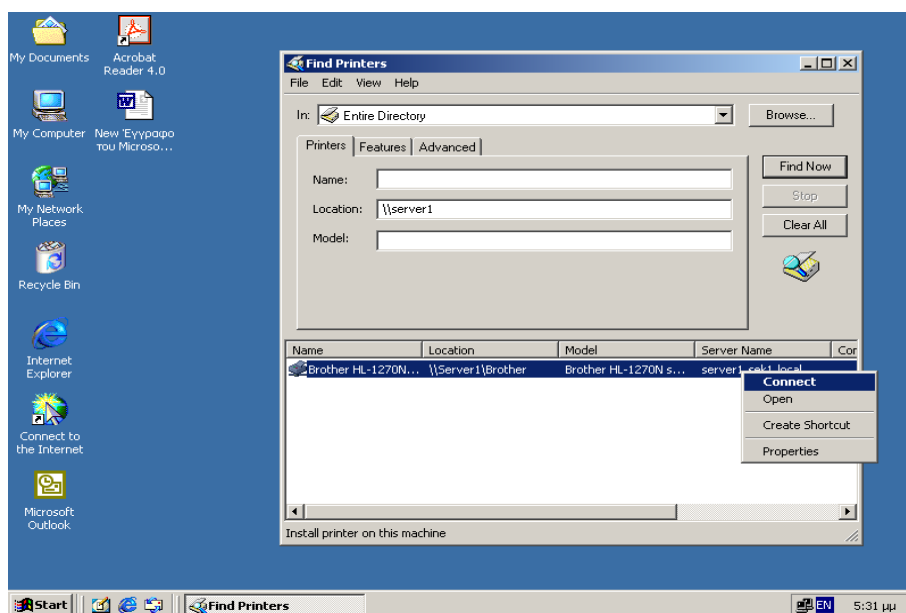 My Documents
Acrobat
Reader 4.0
My Computer
New Έγγραφο
του Microso...
My Network
Places
Recycle Bin
Internet
Explorer
Connect to
the Internet
Microsoft
Outlook
Find Printers
File Edit View Help
In: Entire Directory
Browse...
Printers Features Advanced
Name:
Location: \\server1
Model:
Find Now
Stop
Clear All
Name Location Model Server Name Cor
Brother HL-1270N... \\Server1\Brother Brother HL-1270N s... server1.sek1.local
Connect
Open
Create Shortcut
Properties
Install printer on this machine
Start
Find Printers
EN 5:31 μμ